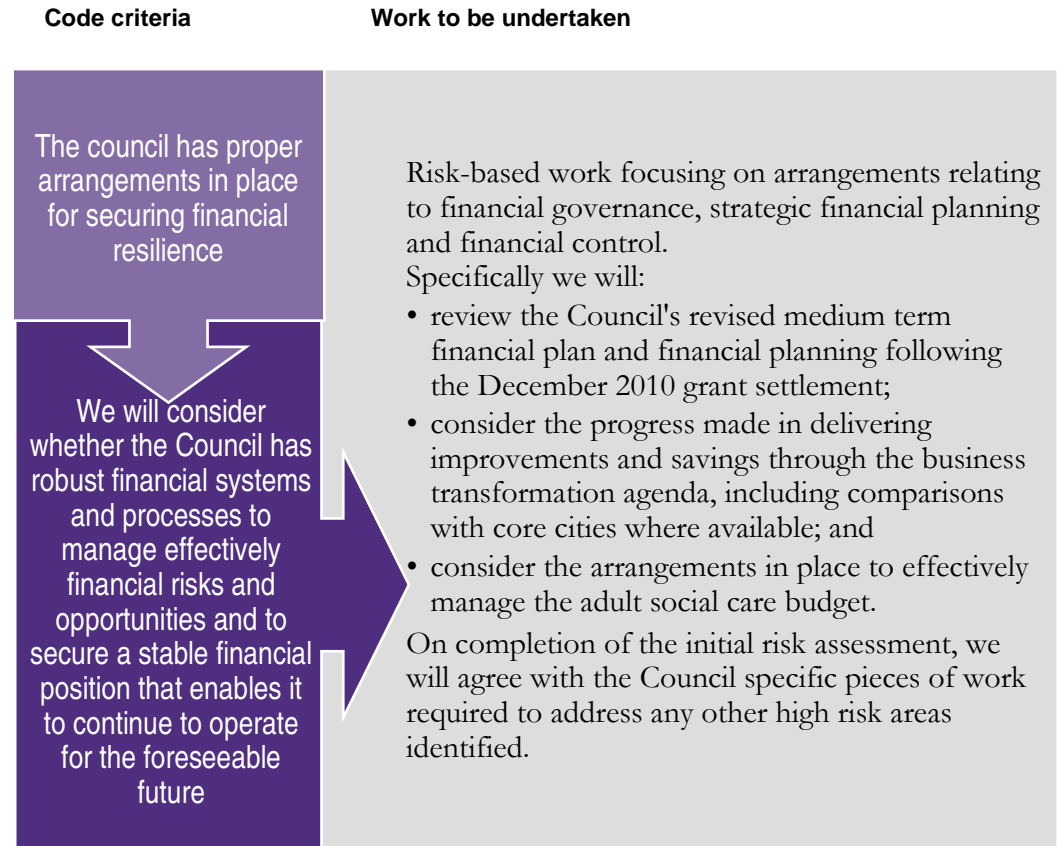 Code criteria
Work to be undertaken
The council has proper
arrangements in place
for securing financial
resilience
We will consider
whether the Council has
robust financial systems
and processes to
manage effectively
financial risks and
opportunities and to
secure a stable financial
position that enables it
to continue to operate
for the foreseeable
future
Risk-based work focusing on arrangements relating
to financial governance, strategic financial planning
and financial control.
Specifically we will:
• review the Council's revised medium term
financial plan and financial planning following
the December 2010 grant settlement;
• consider the progress made in delivering
improvements and savings through the business
transformation agenda, including comparisons
with core cities where available; and
• consider the arrangements in place to effectively
manage the adult social care budget.
On completion of the initial risk assessment, we
will agree with the Council specific pieces of work
required to address any other high risk areas
identified.